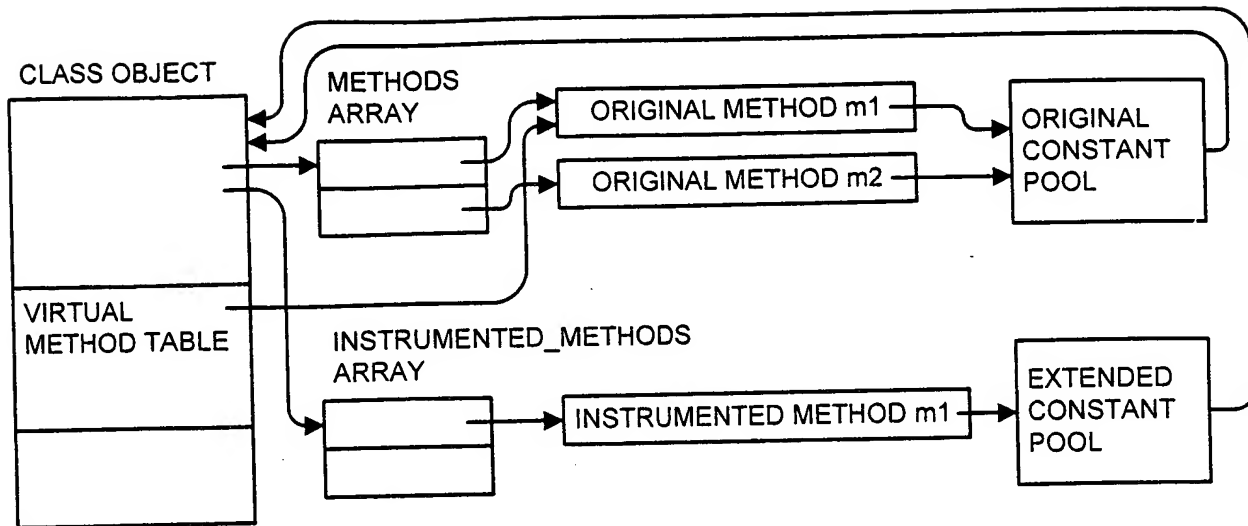 CLASS OBJECT
METHODS
ARRAY
ORIGINAL METHOD m1
ORIGINAL METHOD m2
ORIGINAL
CONSTANT
POOL
VIRTUAL
METHOD TABLE
INSTRUMENTED_METHODS
ARRAY
INSTRUMENTED METHOD m1
EXTENDED
CONSTANT
POOL